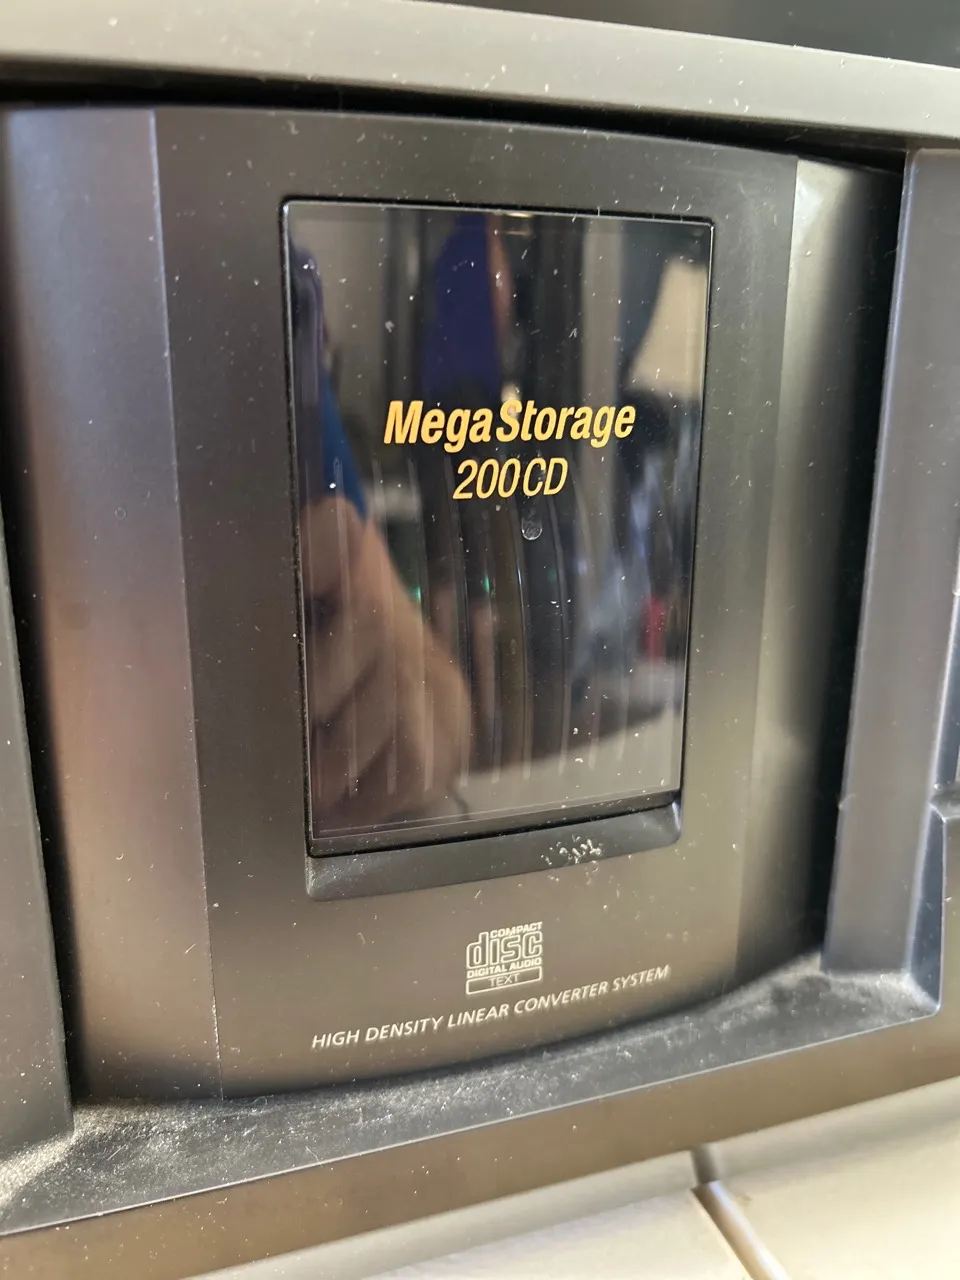 MegaStorage
200CD
COMPACT
disc
DIGITAL AUDIO
TEXT
HIGH DENSITY LINEAR CONVERTER SYSTEM